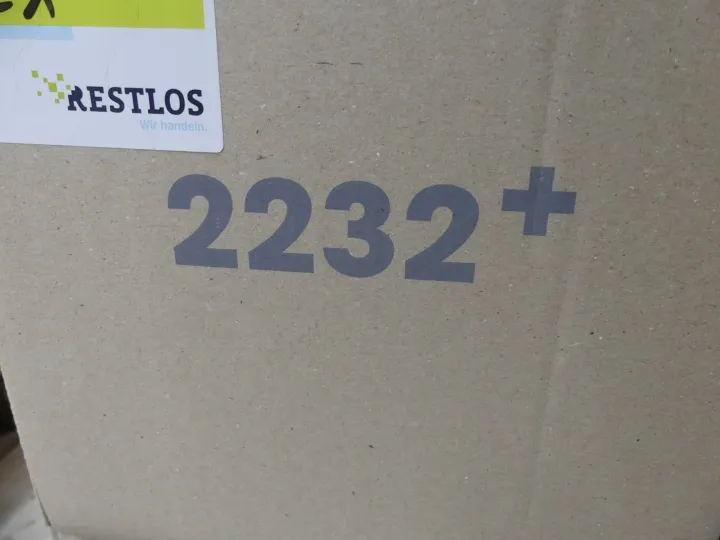 RESTLOS
Wir handeln.
2232+